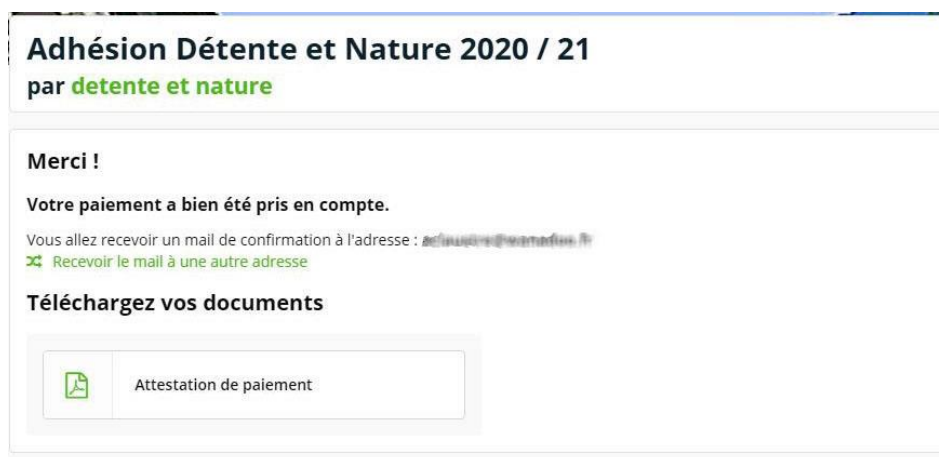 Adhésion Détente et Nature 2020 / 21
par detente et nature
Merci !
Votre paiement a bien été pris en compte.
Vous allez recevoir un mail de confirmation à l'adresse :
Recevoir le mail à une autre adresse
Téléchargez vos documents
Attestation de paiement